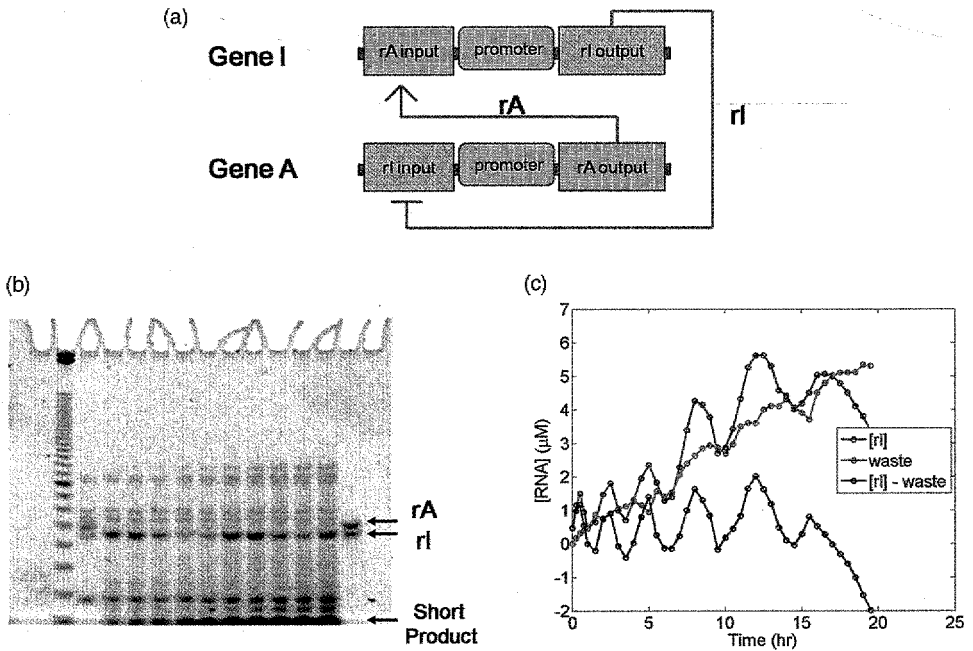 (a)
Gene I
rA input
promoter
rI output
rA
rI
Gene A
rI input
promoter
rA output
(b)
rA
rI
Short
Product
(c)
[RNA] (μM)
7
6
5
4
3
2
1
0
-1
-2
0
5
10
15
20
25
Time (hr)
[rI]
waste
[rI] - waste